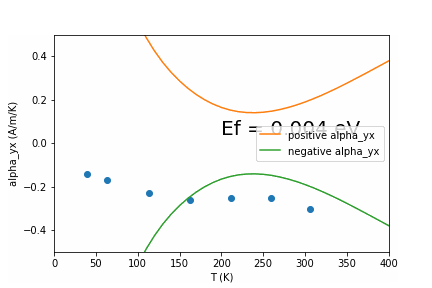 0.4
0.2
0.0
−0.2
−0.4
alpha_yx (A/m/K)
Ef = 0.004 eV
positive alpha_yx
negative alpha_yx
0 50 100 150 200 250 300 350 400
T (K)